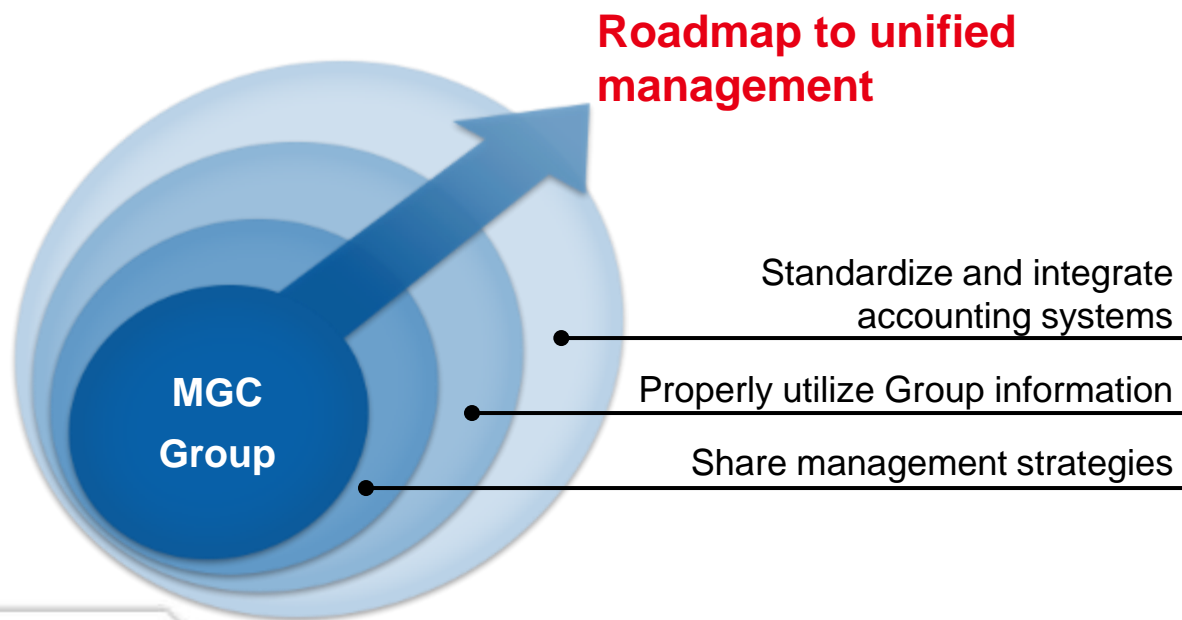 Roadmap to unified
management
Standardize and integrate
accounting systems
Properly utilize Group information
Share management strategies
MGC
Group